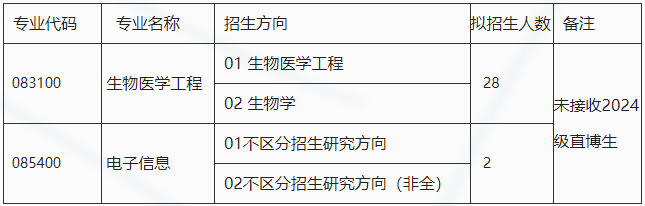 专业代码 专业名称 招生方向 拟招生人数 备注
083100 生物医学工程 01 生物医学工程 28 未接收2024
02 生物学
085400 电子信息 01不区分招生研究方向 2 级直博生
02不区分招生研究方向（非全）